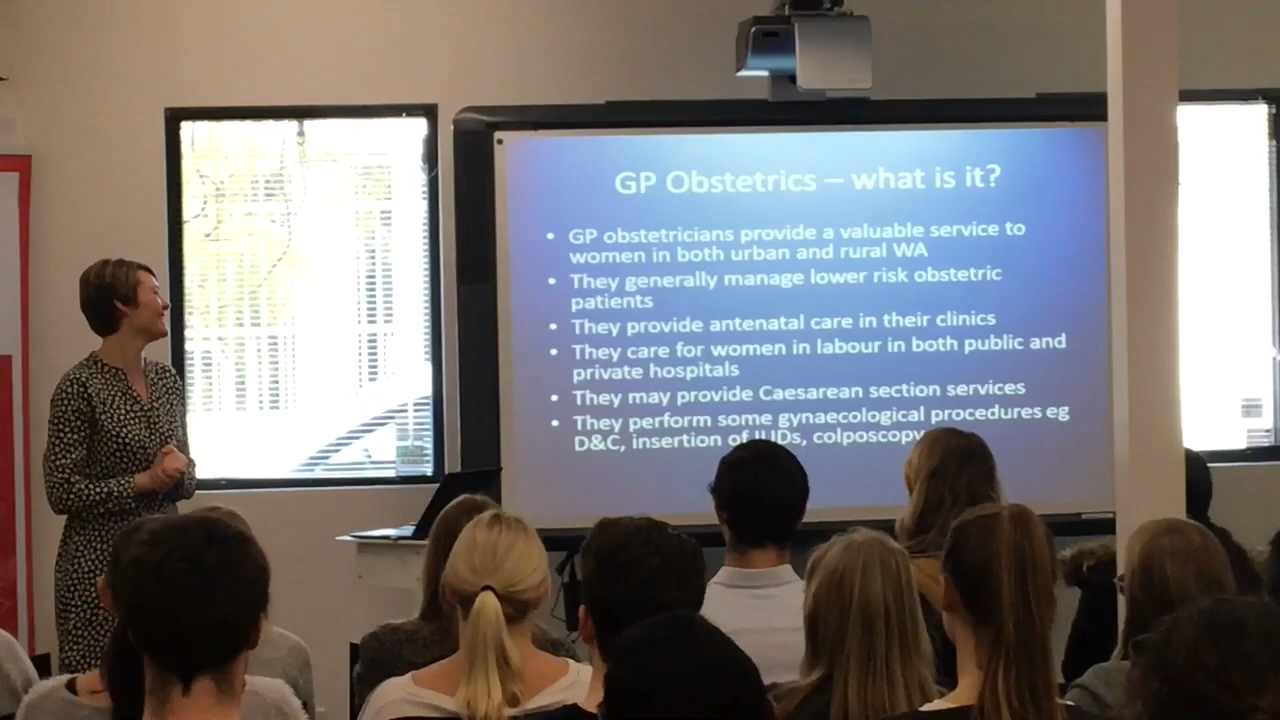 GP Obstetrics – what is it?
• GP obstetricians provide a valuable service to
women in both urban and rural WA
• They generally manage lower risk obstetric
patients
• They provide antenatal care in their clinics
• They care for women in labour in both public and
private hospitals
• They may provide Caesarean section services
• They perform some gynaecological procedures eg
D&C, insertion of IUDs, colposcopy